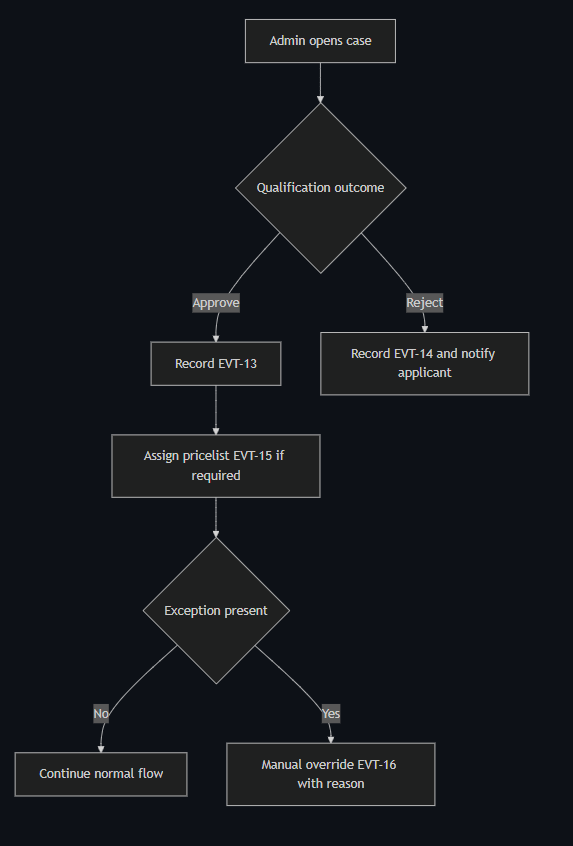 Admin opens case
Qualification outcome
Approve
Reject
Record EVT-13
Record EVT-14 and notify
applicant
Assign pricelist EVT-15 if
required
Exception present
No
Yes
Continue normal flow
Manual override EVT-16
with reason